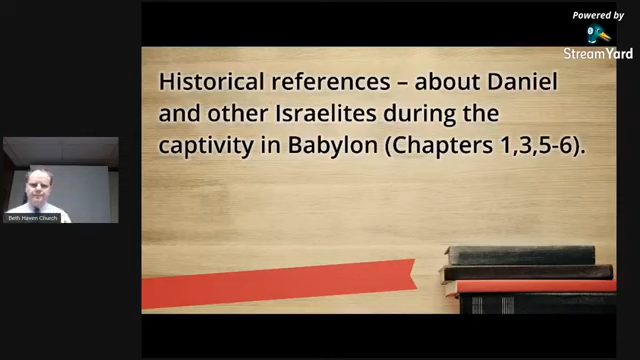 Powered by
StreamYard
Historical references – about Daniel
and other Israelites during the
captivity in Babylon (Chapters 1,3,5-6).
Beth Haven Church